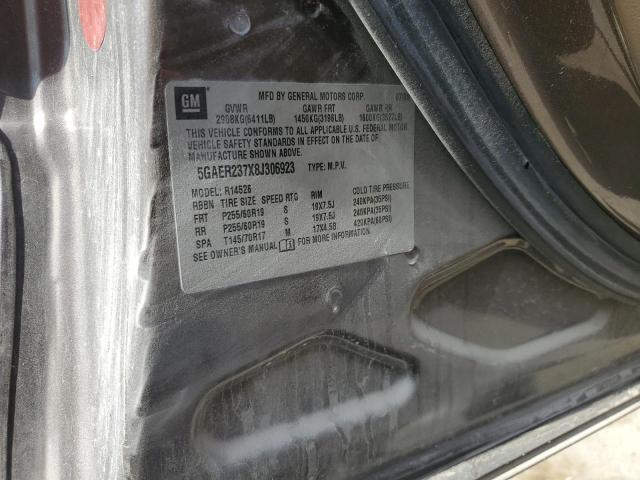 GM
MFD BY GENERAL MOTORS CORP.
GVWR GAWR FRT GAWR RR
2908KG(6411LB) 1450KG(3196LB) 1600KG(3527LB)
THIS VEHICLE CONFORMS TO ALL APPLICABLE U.S. FEDERAL MOTOR
VEHICLE SAFETY STANDARDS IN EFFECT ON THE DATE OF
MANUFACTURE SHOWN ABOVE.
5GAER237X8J306923 TYPE: M.P.V.
MODEL: R14526
RBBN TIRE SIZE SPEED RTG RIM COLD TIRE PRESSURE
FRT P255/60R19 S 19X7.5J 240KPA(35PSI)
RR P255/60R19 S 19X7.5J 240KPA(35PSI)
SPA T145/70R17 M 17X4.5B 420KPA(60PSI)
SEE OWNER'S MANUAL FOR MORE INFORMATION.